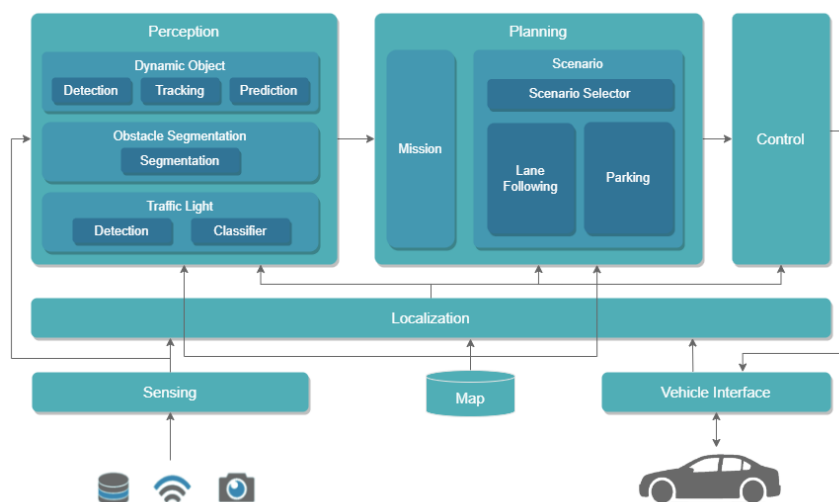 Perception
Dynamic Object
Detection
Tracking
Prediction
Obstacle Segmentation
Segmentation
Traffic Light
Detection
Classifier
Planning
Mission
Scenario
Scenario Selector
Lane
Following
Parking
Control
Localization
Sensing
Map
Vehicle Interface